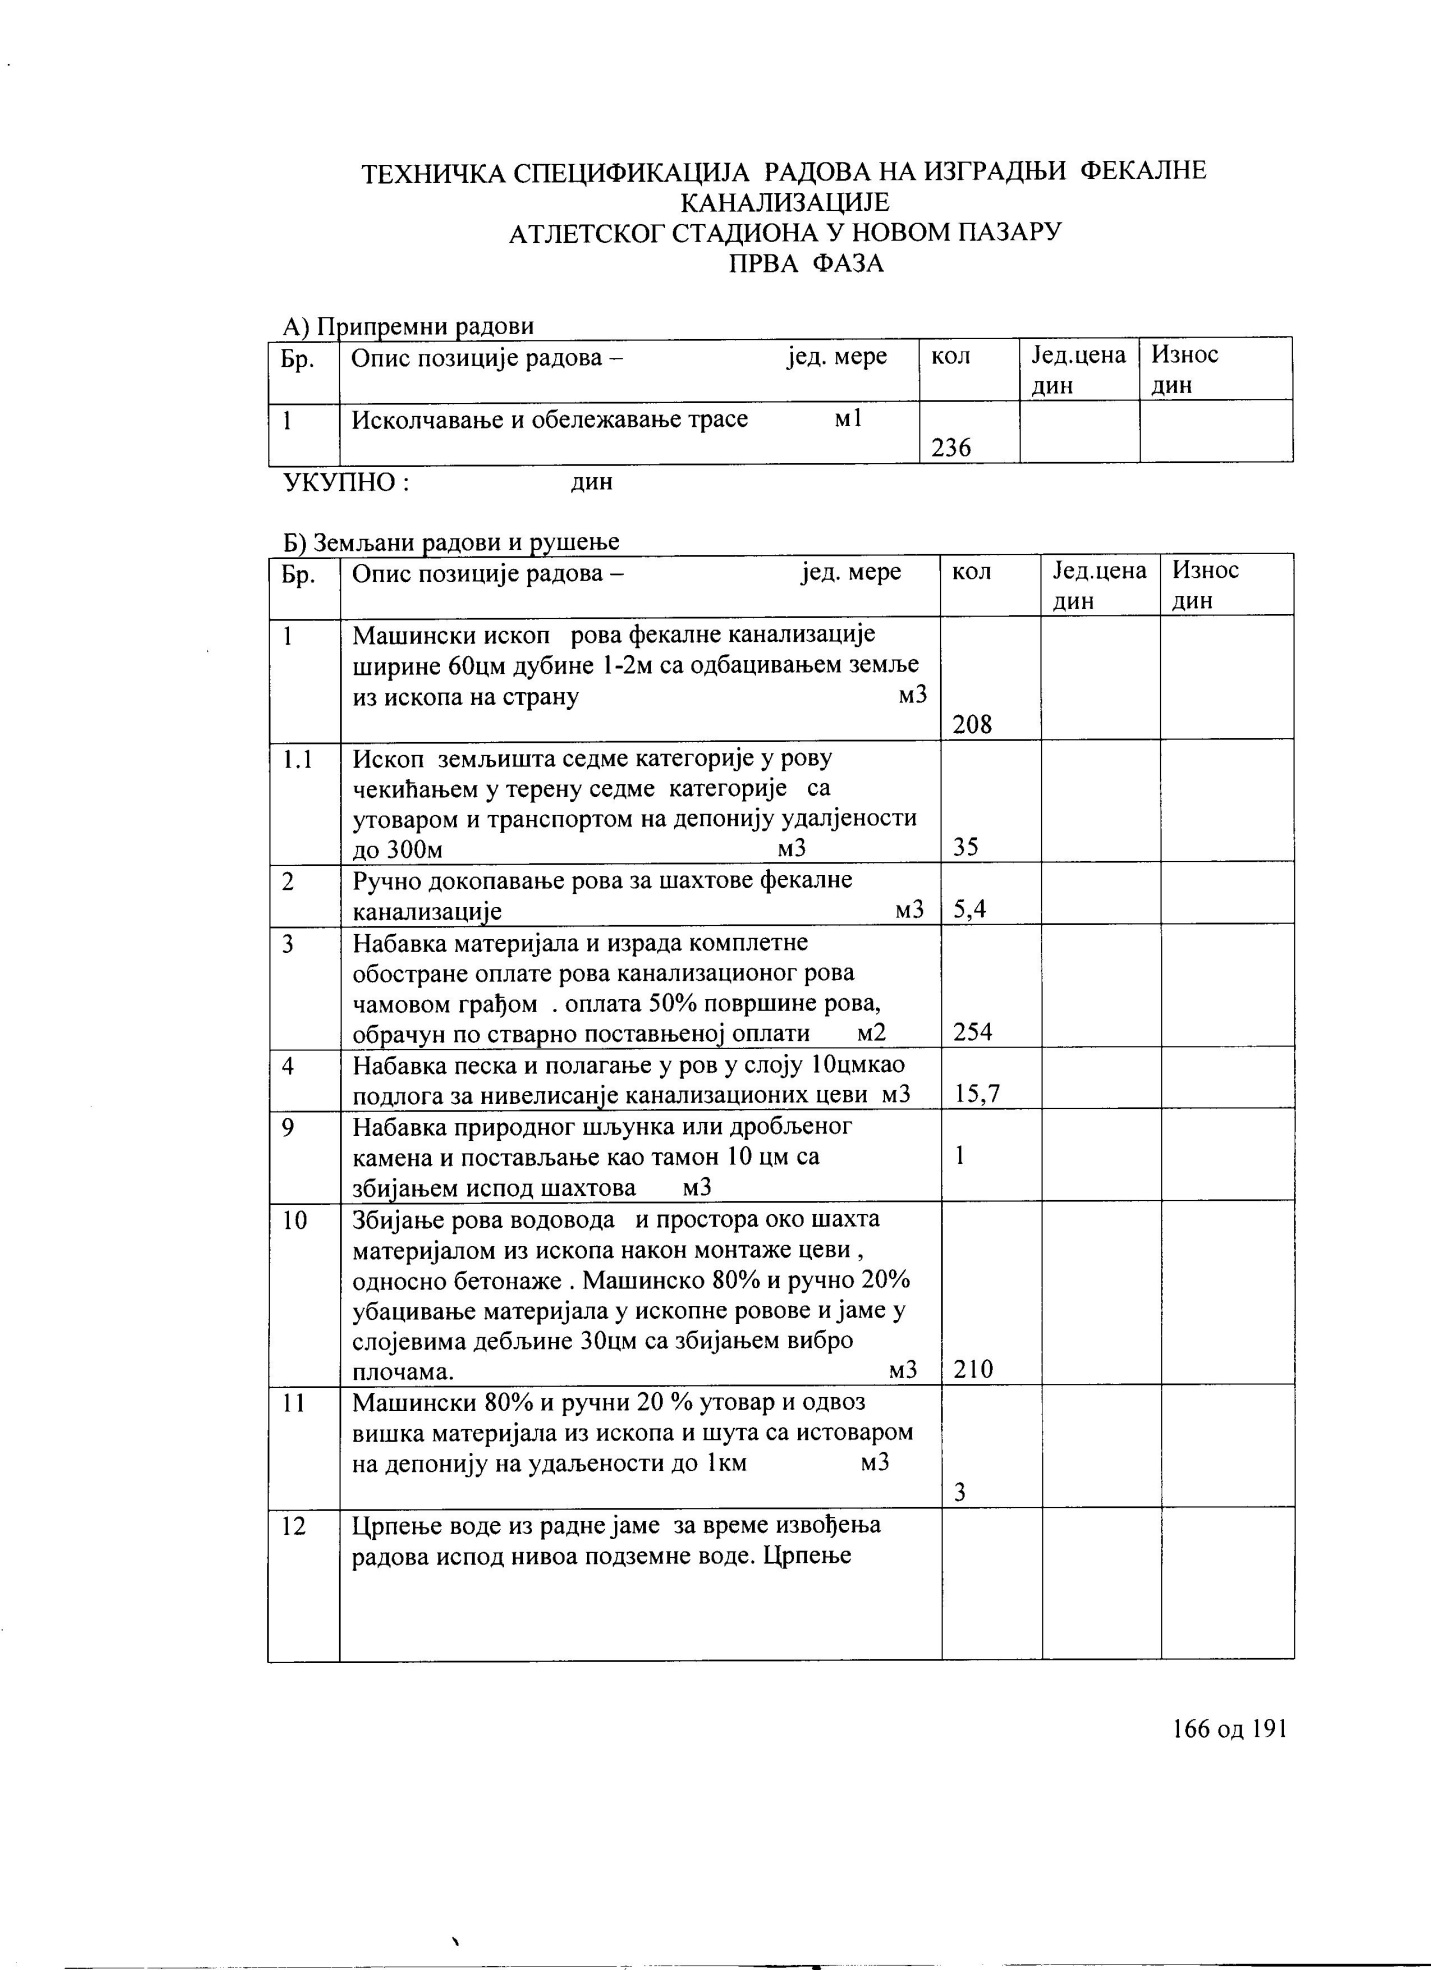 ТЕХНИЧКА СПЕЦИФИКАЦИЈА РАДОВА НА ИЗГРАДЊИ ФЕКАЛНЕ
КАНАЛИЗАЦИЈЕ
АТЛЕТСКОГ СТАДИОНА У НОВОМ ПАЗАРУ
ПРВА ФАЗА
А) Припремни радови
Бр. Опис позиције радова – јед. мере кол Јед.цена Износ
дин дин
1 Исколчавање и обележавање трасе м1
236
УКУПНО : дин
Б) Земљани радови и рушење
Бр. Опис позиције радова – јед. мере кол Јед.цена Износ
дин дин
1 Машински ископ рова фекалне канализације
ширине 60цм дубине 1-2м са одбацивањем земље
из ископа на страну м3
208
1.1 Ископ земљишта седме категорије у рову
чекићањем у терену седме категорије са
утоваром и транспортом на депонију удалјености
до 300м м3 35
2 Ручно докопавање рова за шахтове фекалне
канализације м3 5,4
3 Набавка материјала и израда комплетне
обостране оплате рова канализационог рова
чамовом грађом . оплата 50% површине рова,
обрачун по стварно поставњеној оплати м2 254
4 Набавка песка и полагање у ров у слоју 10цмкао
подлога за нивелисање канализационих цеви м3 15,7
9 Набавка природног шљунка или дробљеног
камена и постављање као тамон 10 цм са 1
збијањем испод шахтова м3
10 Збијање рова водовода и простора око шахта
материјалом из ископа након монтаже цеви ,
односно бетонаже . Машинско 80% и ручно 20%
убацивање материјала у ископне ровове и јаме у
слојевима дебљине 30цм са збијањем вибро
плочама. м3 210
11 Машински 80% и ручни 20 % утовар и одвоз
вишка материјала из ископа и шута са истоваром
на депонију на удаљености до 1км м3
3
12 Црпење воде из радне јаме за време извођења
радова испод нивоа подземне воде. Црпење
166 од 191